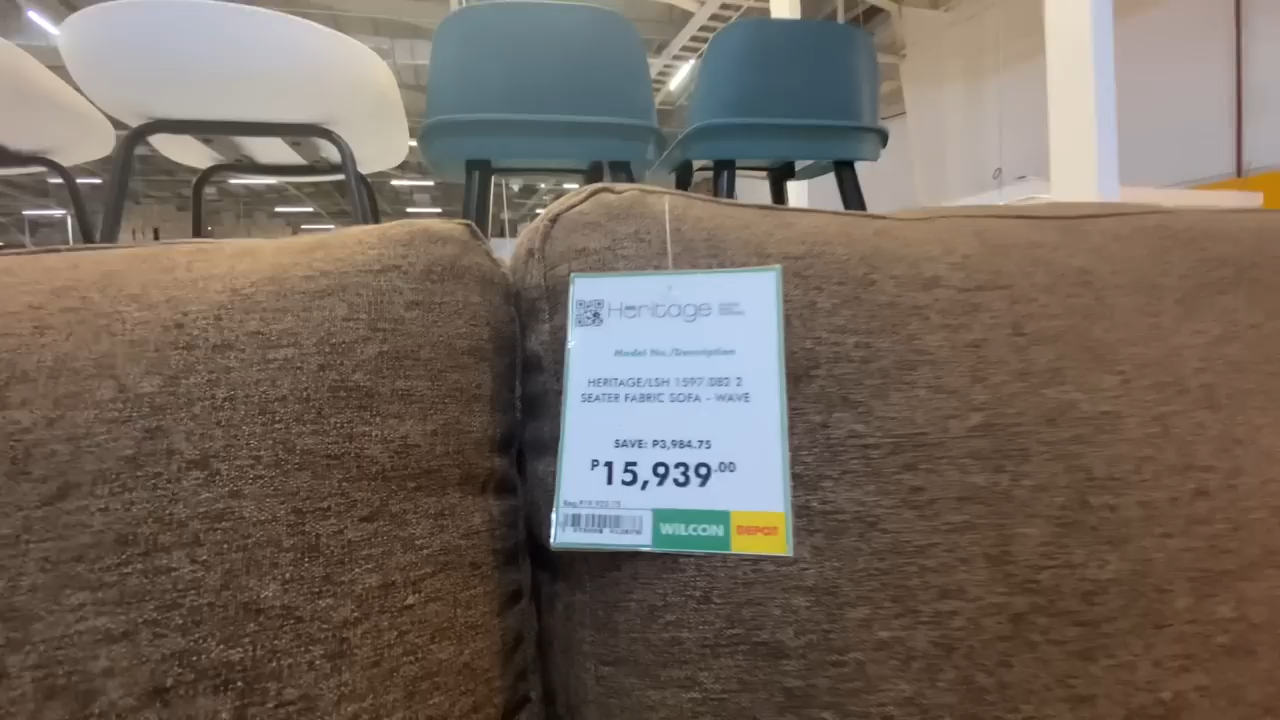 Heritage
Model No./Description
HERITAGE/LSH 1597.082 2
SEATER FABRIC SOFA - WAVE
SAVE: P3,984.75
P15,939.00
WILCON DEPOT